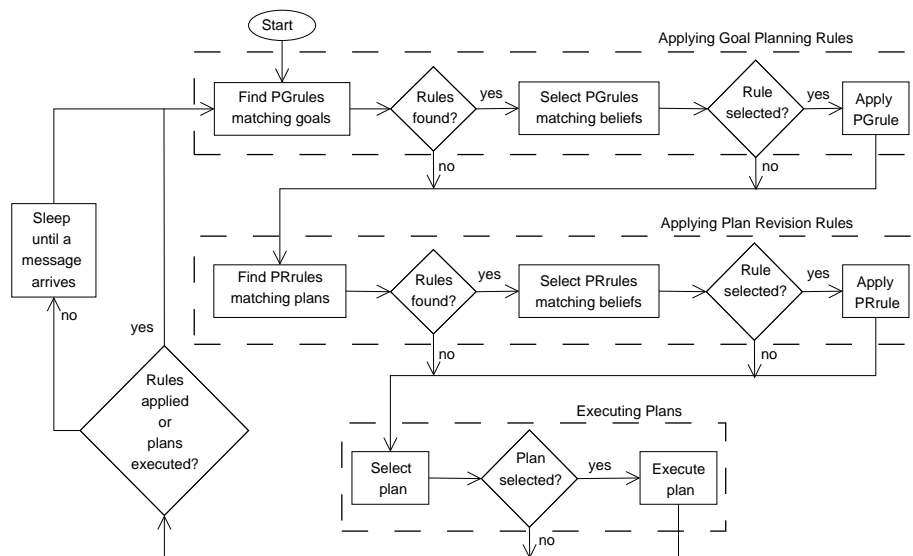 Start
Applying Goal Planning Rules
Find PGrules
matching goals
Rules
found?
yes
Select PGrules
matching beliefs
Rule
selected?
yes
Apply
PGrule
no
no
Sleep
until a
message
arrives
Applying Plan Revision Rules
Find PRrules
matching plans
Rules
found?
yes
Select PRrules
matching beliefs
Rule
selected?
yes
Apply
PRrule
no
yes
no
no
Rules
applied
or
plans
executed?
Executing Plans
Select
plan
Plan
selected?
yes
Execute
plan
no